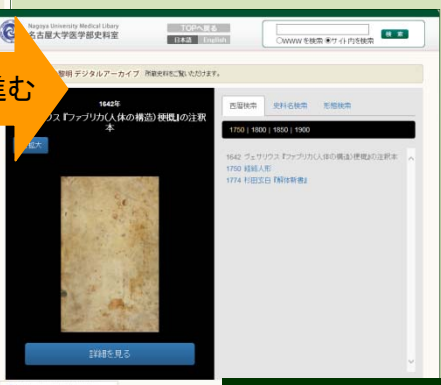 Nagoya University Medical Library
名古屋大学医学部史料室
TOPへ戻る
日本語 English
○WWW を検索 ◉サイト内を検索
検 索
進む
黎明 デジタルアーカイブ 所蔵史料をご覧いただけます。
1642年
ウス『ファブリカ(人体の構造)梗概』の注釈
本
拡大
詳細を見る
西暦検索 史料名検索 形態検索
1750 | 1800 | 1850 | 1900
1642 ヴェサリウス『ファブリカ(人体の構造)梗概』の注釈本
1750 経絡人形
1774 杉田玄白『解体新書』